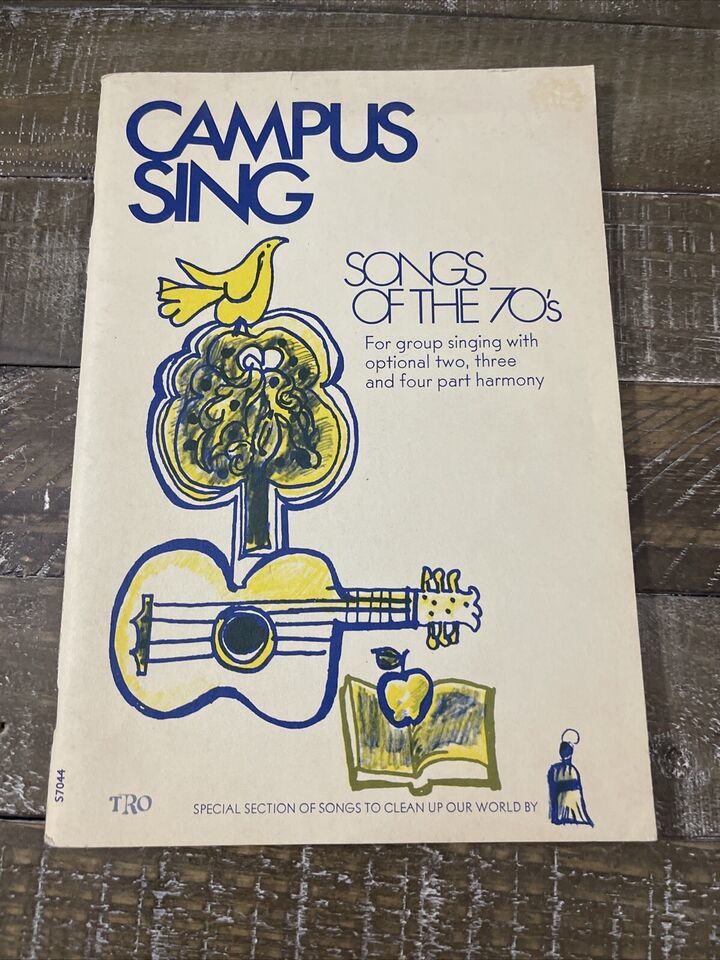 CAMPUS
SING
SONGS
OF THE 70's
For group singing with
optional two, three
and four part harmony
S7044
TRO
SPECIAL SECTION OF SONGS TO CLEAN UP OUR WORLD BY